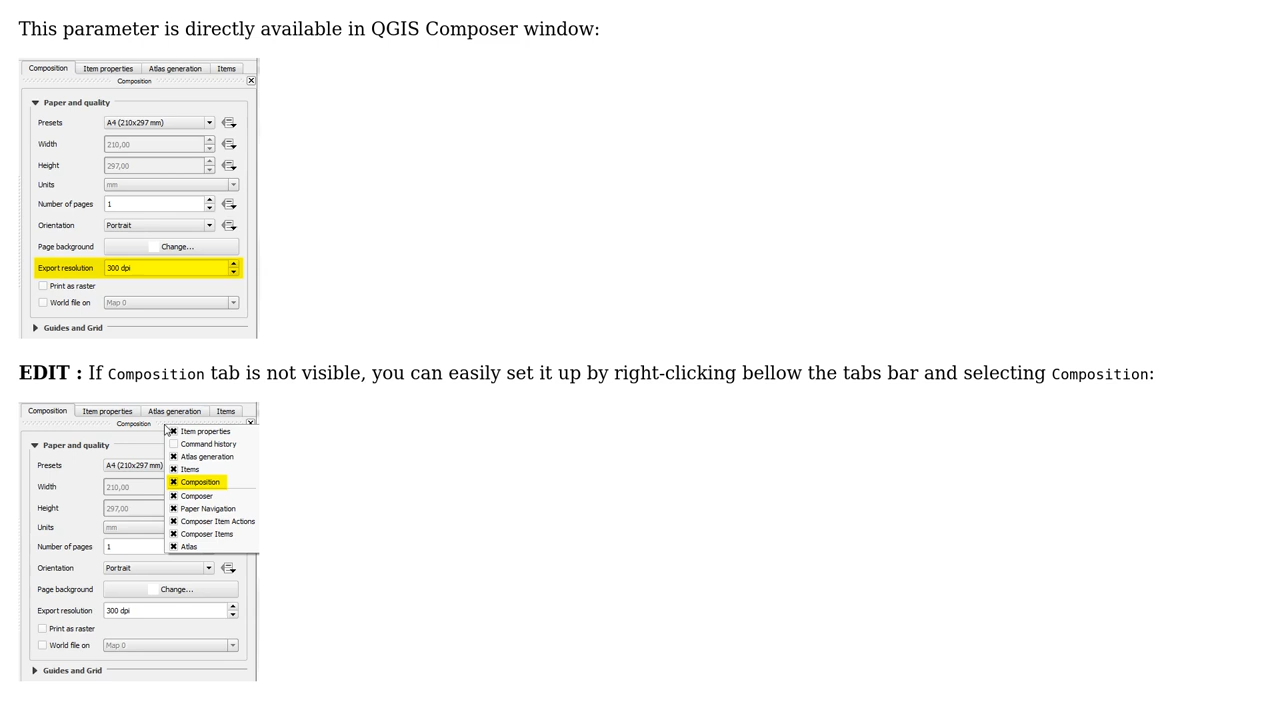 This parameter is directly available in QGIS Composer window:
Composition Item properties Atlas generation Items
Composition
Paper and quality
Presets A4 (210x297 mm)
Width 210,00
Height 297,00
Units mm
Number of pages 1
Orientation Portrait
Page background Change...
Export resolution 300 dpi
Print as raster
World file on Map 0
Guides and Grid
EDIT : If Composition tab is not visible, you can easily set it up by right-clicking bellow the tabs bar and selecting Composition:
Composition Item properties Atlas generation Items
Composition
Item properties
Command history
Atlas generation
Items
Composition
Composer
Paper Navigation
Composer Item Actions
Composer Items
Atlas
Paper and quality
Presets A4 (210x297 mm)
Width 210,00
Height 297,00
Units mm
Number of pages 1
Orientation Portrait
Page background Change...
Export resolution 300 dpi
Print as raster
World file on Map 0
Guides and Grid